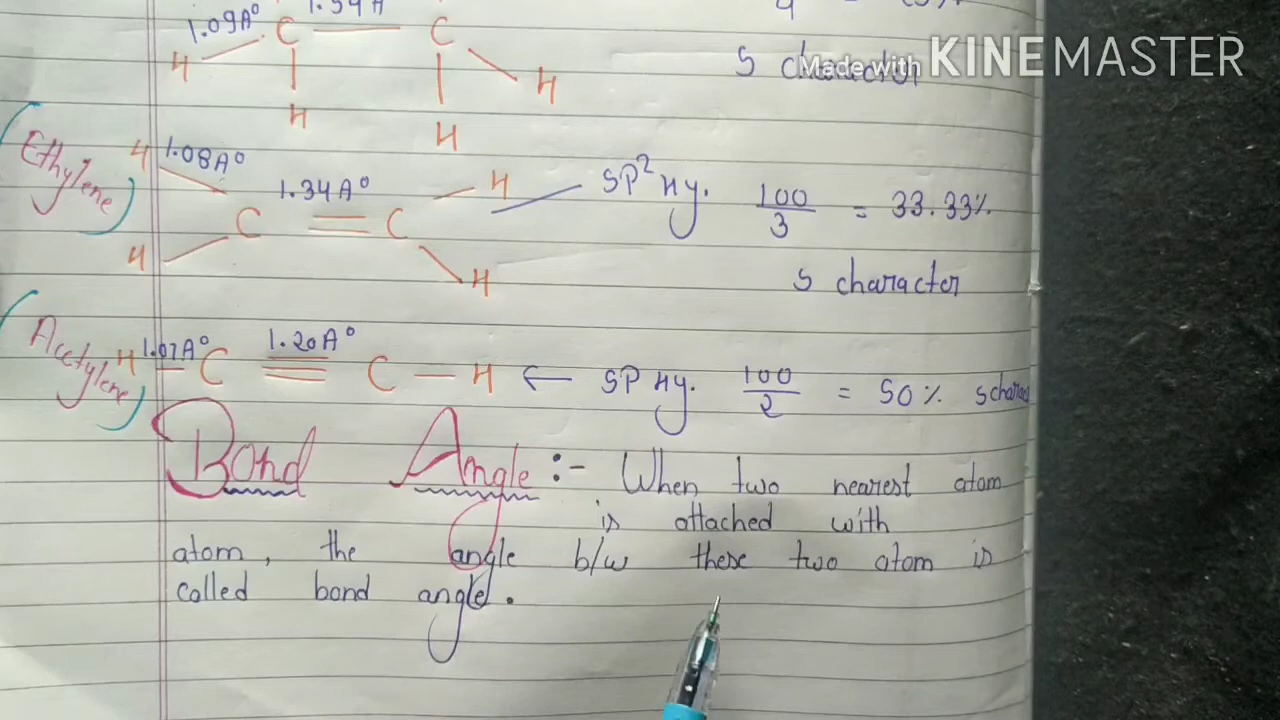 1.09A° C 1.54A C 4
H H
S character
Made with KINEMASTER
H H
Ethylene H 1.08A° 1.34A° H SP² Hy. 100/3 = 33.33%
C = C
H H S character
Acetylene H 1.07A° C 1.20A° ≡ C — H ← SP Hy. 100/2 = 50% s charac
Bond Angle :- When two nearest atom
is attached with
atom, the angle b/w these two atom is
called bond angle.